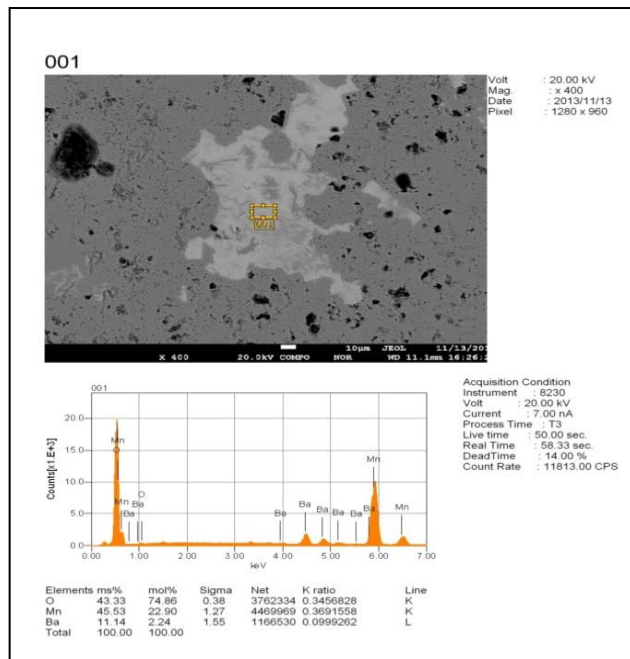 001
Volt : 20.00 kV
Mag. : x 400
Date : 2013/11/13
Pixel : 1280 x 960
001
10µm JEOL 11/13/201
X 400 20.0kV COMPO NOR WD 11.1mm 16:26:2
001
Counts[x1.E+3]
20.0
15.0
10.0
5.0
0.0
Mn
O
Mn
Ba
Ba
O
Ba
Ba
Ba
Ba
Ba
Ba
Mn
Mn
0.00 1.00 2.00 3.00 4.00 5.00 6.00 7.00
keV
Acquisition Condition
Instrument : 8230
Volt : 20.00 kV
Current : 7.00 nA
Process Time : T3
Live time : 50.00 sec.
Real Time : 58.33 sec.
DeadTime : 14.00 %
Count Rate : 11813.00 CPS
Elements ms% mol% Sigma Net K ratio Line
O 43.33 74.86 0.38 3762334 0.3456828 K
Mn 45.53 22.90 1.27 4469969 0.3691558 K
Ba 11.14 2.24 1.55 1166530 0.0999262 L
Total 100.00 100.00